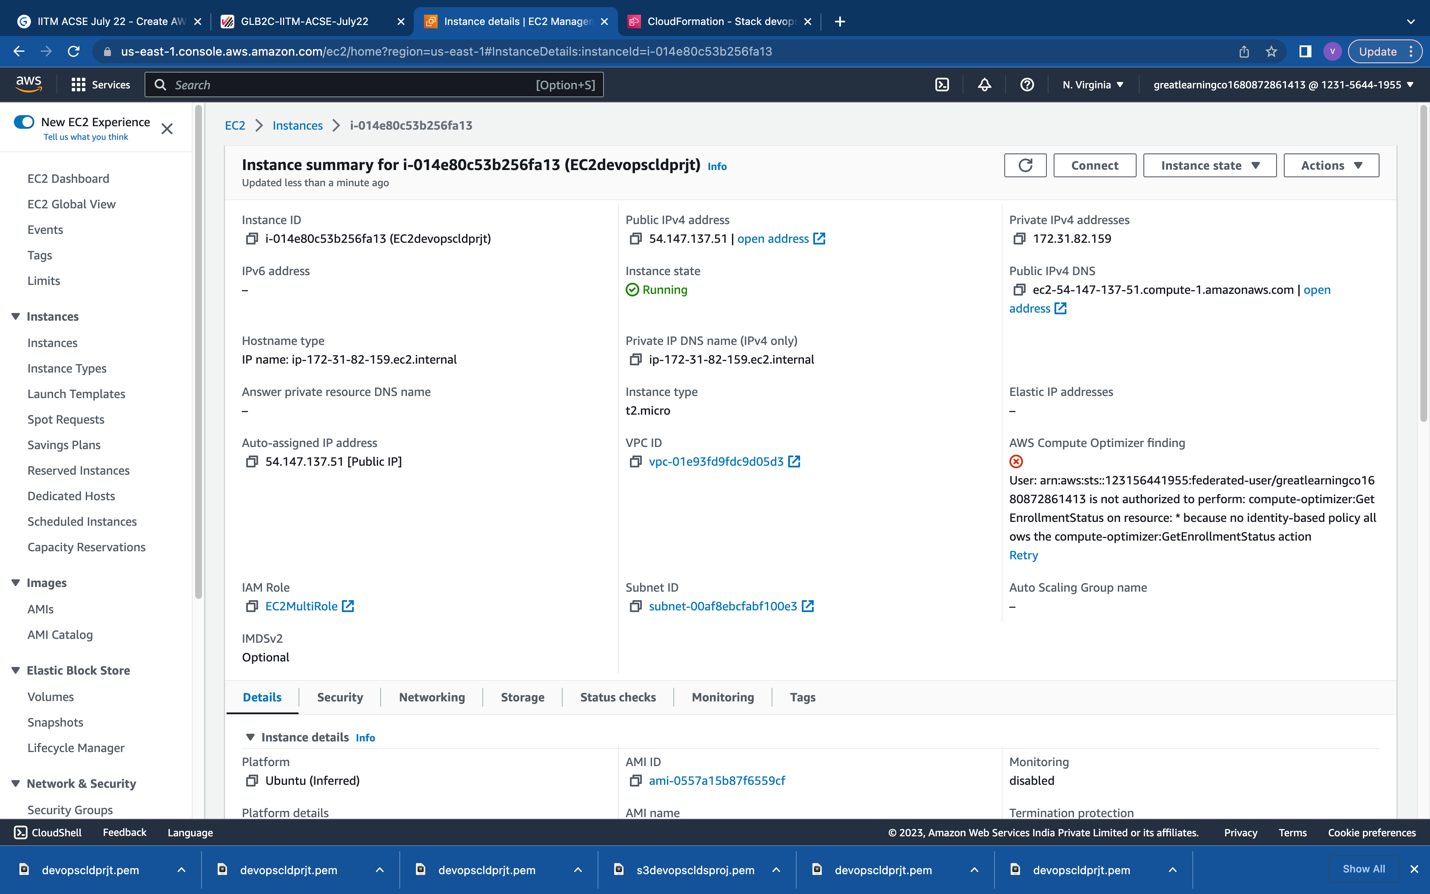 IITM ACSE July 22 - Create AW
GLB2C-IITM-ACSE-July22
Instance details | EC2 Manager
CloudFormation - Stack devops
us-east-1.console.aws.amazon.com/ec2/home?region=us-east-1#InstanceDetails:instanceId=i-014e80c53b256fa13
V
Update
aws
Services
Search
[Option+S]
N. Virginia
greatlearningco1680872861413 @ 1231-5644-1955
New EC2 Experience
Tell us what you think
EC2 Dashboard
EC2 Global View
Events
Tags
Limits
Instances
Instances
Instance Types
Launch Templates
Spot Requests
Savings Plans
Reserved Instances
Dedicated Hosts
Scheduled Instances
Capacity Reservations
Images
AMIs
AMI Catalog
Elastic Block Store
Volumes
Snapshots
Lifecycle Manager
Network & Security
Security Groups
EC2 > Instances > i-014e80c53b256fa13
Instance summary for i-014e80c53b256fa13 (EC2devopscldprjt) Info
Updated less than a minute ago
Connect
Instance state
Actions
Instance ID
i-014e80c53b256fa13 (EC2devopscldprjt)
Public IPv4 address
54.147.137.51 | open address
Private IPv4 addresses
172.31.82.159
IPv6 address
–
Instance state
Running
Public IPv4 DNS
ec2-54-147-137-51.compute-1.amazonaws.com | open
address
Hostname type
IP name: ip-172-31-82-159.ec2.internal
Private IP DNS name (IPv4 only)
ip-172-31-82-159.ec2.internal
Answer private resource DNS name
–
Instance type
t2.micro
Elastic IP addresses
–
Auto-assigned IP address
54.147.137.51 [Public IP]
VPC ID
vpc-01e93fd9fdc9d05d3
AWS Compute Optimizer finding
User: arn:aws:sts::123156441955:federated-user/greatlearningco1
680872861413 is not authorized to perform: compute-optimizer:Get
EnrollmentStatus on resource: * because no identity-based policy all
ows the compute-optimizer:GetEnrollmentStatus action
Retry
IAM Role
EC2MultiRole
Subnet ID
subnet-00af8ebcfabf100e3
Auto Scaling Group name
–
IMDSv2
Optional
Details
Security
Networking
Storage
Status checks
Monitoring
Tags
Instance details Info
Platform
Ubuntu (Inferred)
AMI ID
ami-0557a15b87f6559cf
Monitoring
disabled
Platform details
AMI name
Termination protection
CloudShell
Feedback
Language
© 2023, Amazon Web Services India Private Limited or its affiliates.
Privacy
Terms
Cookie preferences
devopscldprjt.pem
devopscldprjt.pem
devopscldprjt.pem
s3devopscldsproj.pem
devopscldprjt.pem
devopscldprjt.pem
Show All